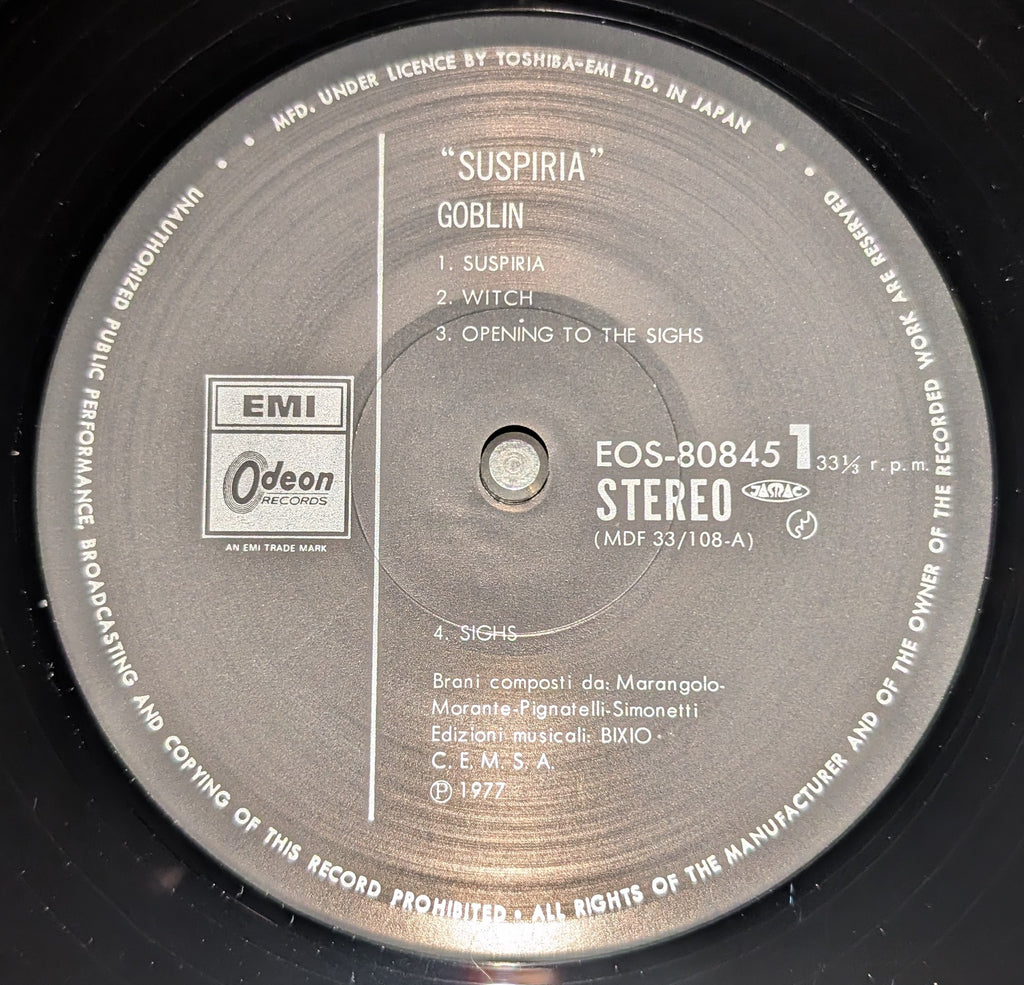 MFD. UNDER LICENCE BY TOSHIBA-EMI LTD. IN JAPAN
"SUSPIRIA"
GOBLIN
1. SUSPIRIA
2. WITCH
3. OPENING TO THE SIGHS
EMI
Odeon
RECORDS
AN EMI TRADE MARK
EOS-80845 1 33⅓ r.p.m.
STEREO JASRAC
(MDF 33/108-A)
4. SIGHS
Brani composti da: Marangolo-
Morante-Pignatelli-Simonetti
Edizioni musicali: BIXIO -
C. E. M. S. A.
℗ 1977
UNAUTHORIZED PUBLIC PERFORMANCE, BROADCASTING AND COPYING OF THIS RECORD PROHIBITED • ALL RIGHTS OF THE MANUFACTURER AND OF THE OWNER OF THE RECORDED WORK ARE RESERVED